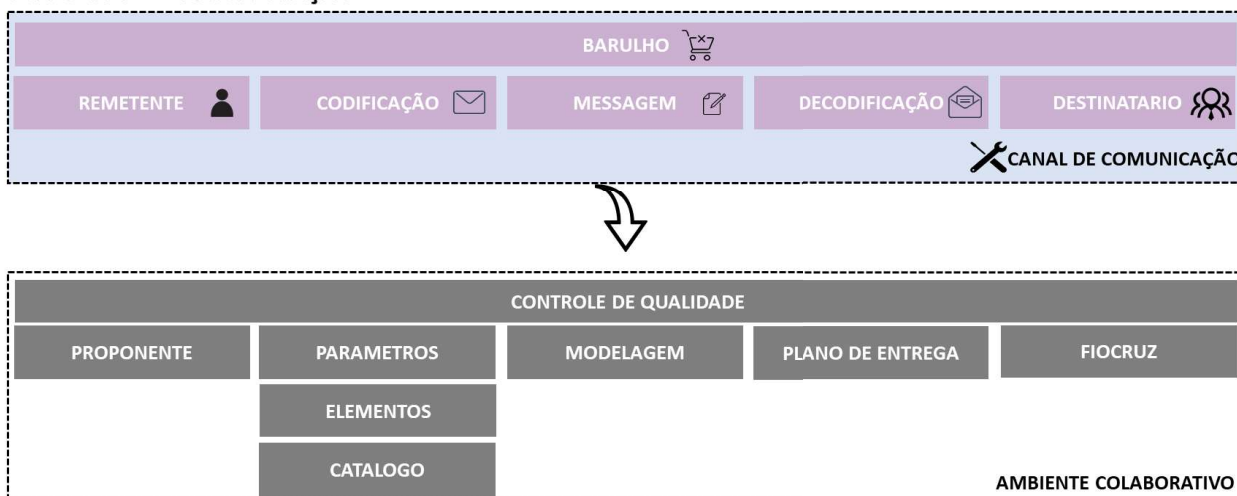 BARULHO
REMETENTE CODIFICAÇÃO MESSAGEM DECODIFICAÇÃO DESTINATARIO
CANAL DE COMUNICAÇÃO
CONTROLE DE QUALIDADE
PROPONENTE PARAMETROS MODELAGEM PLANO DE ENTREGA FIOCRUZ
ELEMENTOS
CATALOGO
AMBIENTE COLABORATIVO